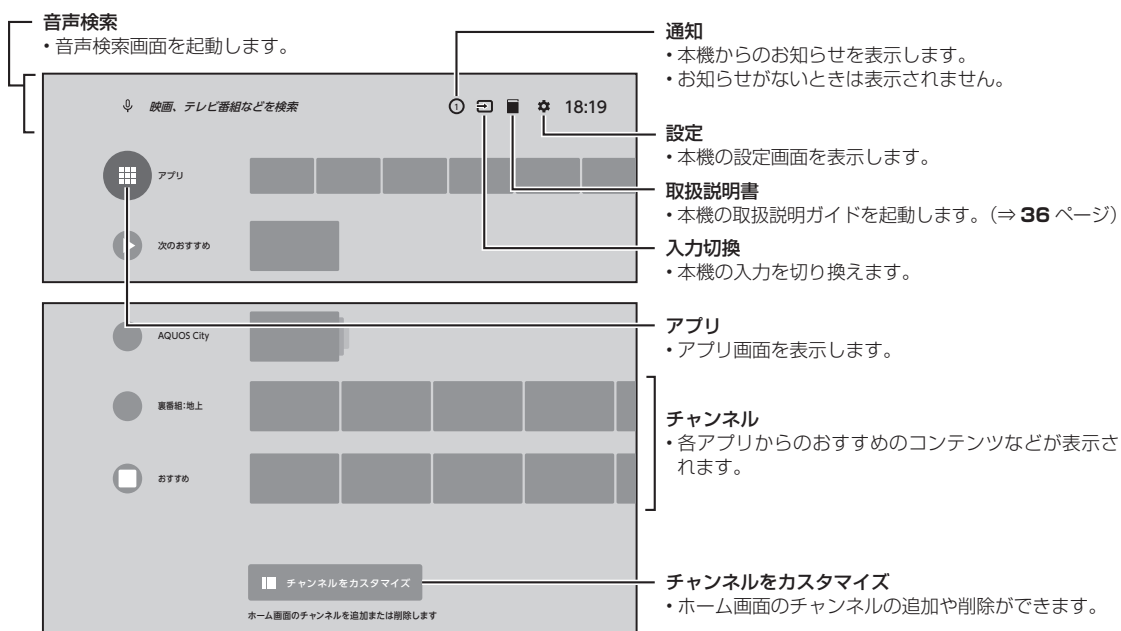 音声検索
・音声検索画面を起動します。
映画、テレビ番組などを検索
1
18:19
アプリ
次のおすすめ
AQUOS City
裏番組:地上
おすすめ
チャンネルをカスタマイズ
ホーム画面のチャンネルを追加または削除します
通知
・本機からのお知らせを表示します。
・お知らせがないときは表示されません。
設定
・本機の設定画面を表示します。
取扱説明書
・本機の取扱説明ガイドを起動します。(⇒ 36 ページ)
入力切換
・本機の入力を切り換えます。
アプリ
・アプリ画面を表示します。
チャンネル
・各アプリからのおすすめのコンテンツなどが表示さ
れます。
チャンネルをカスタマイズ
・ホーム画面のチャンネルの追加や削除ができます。